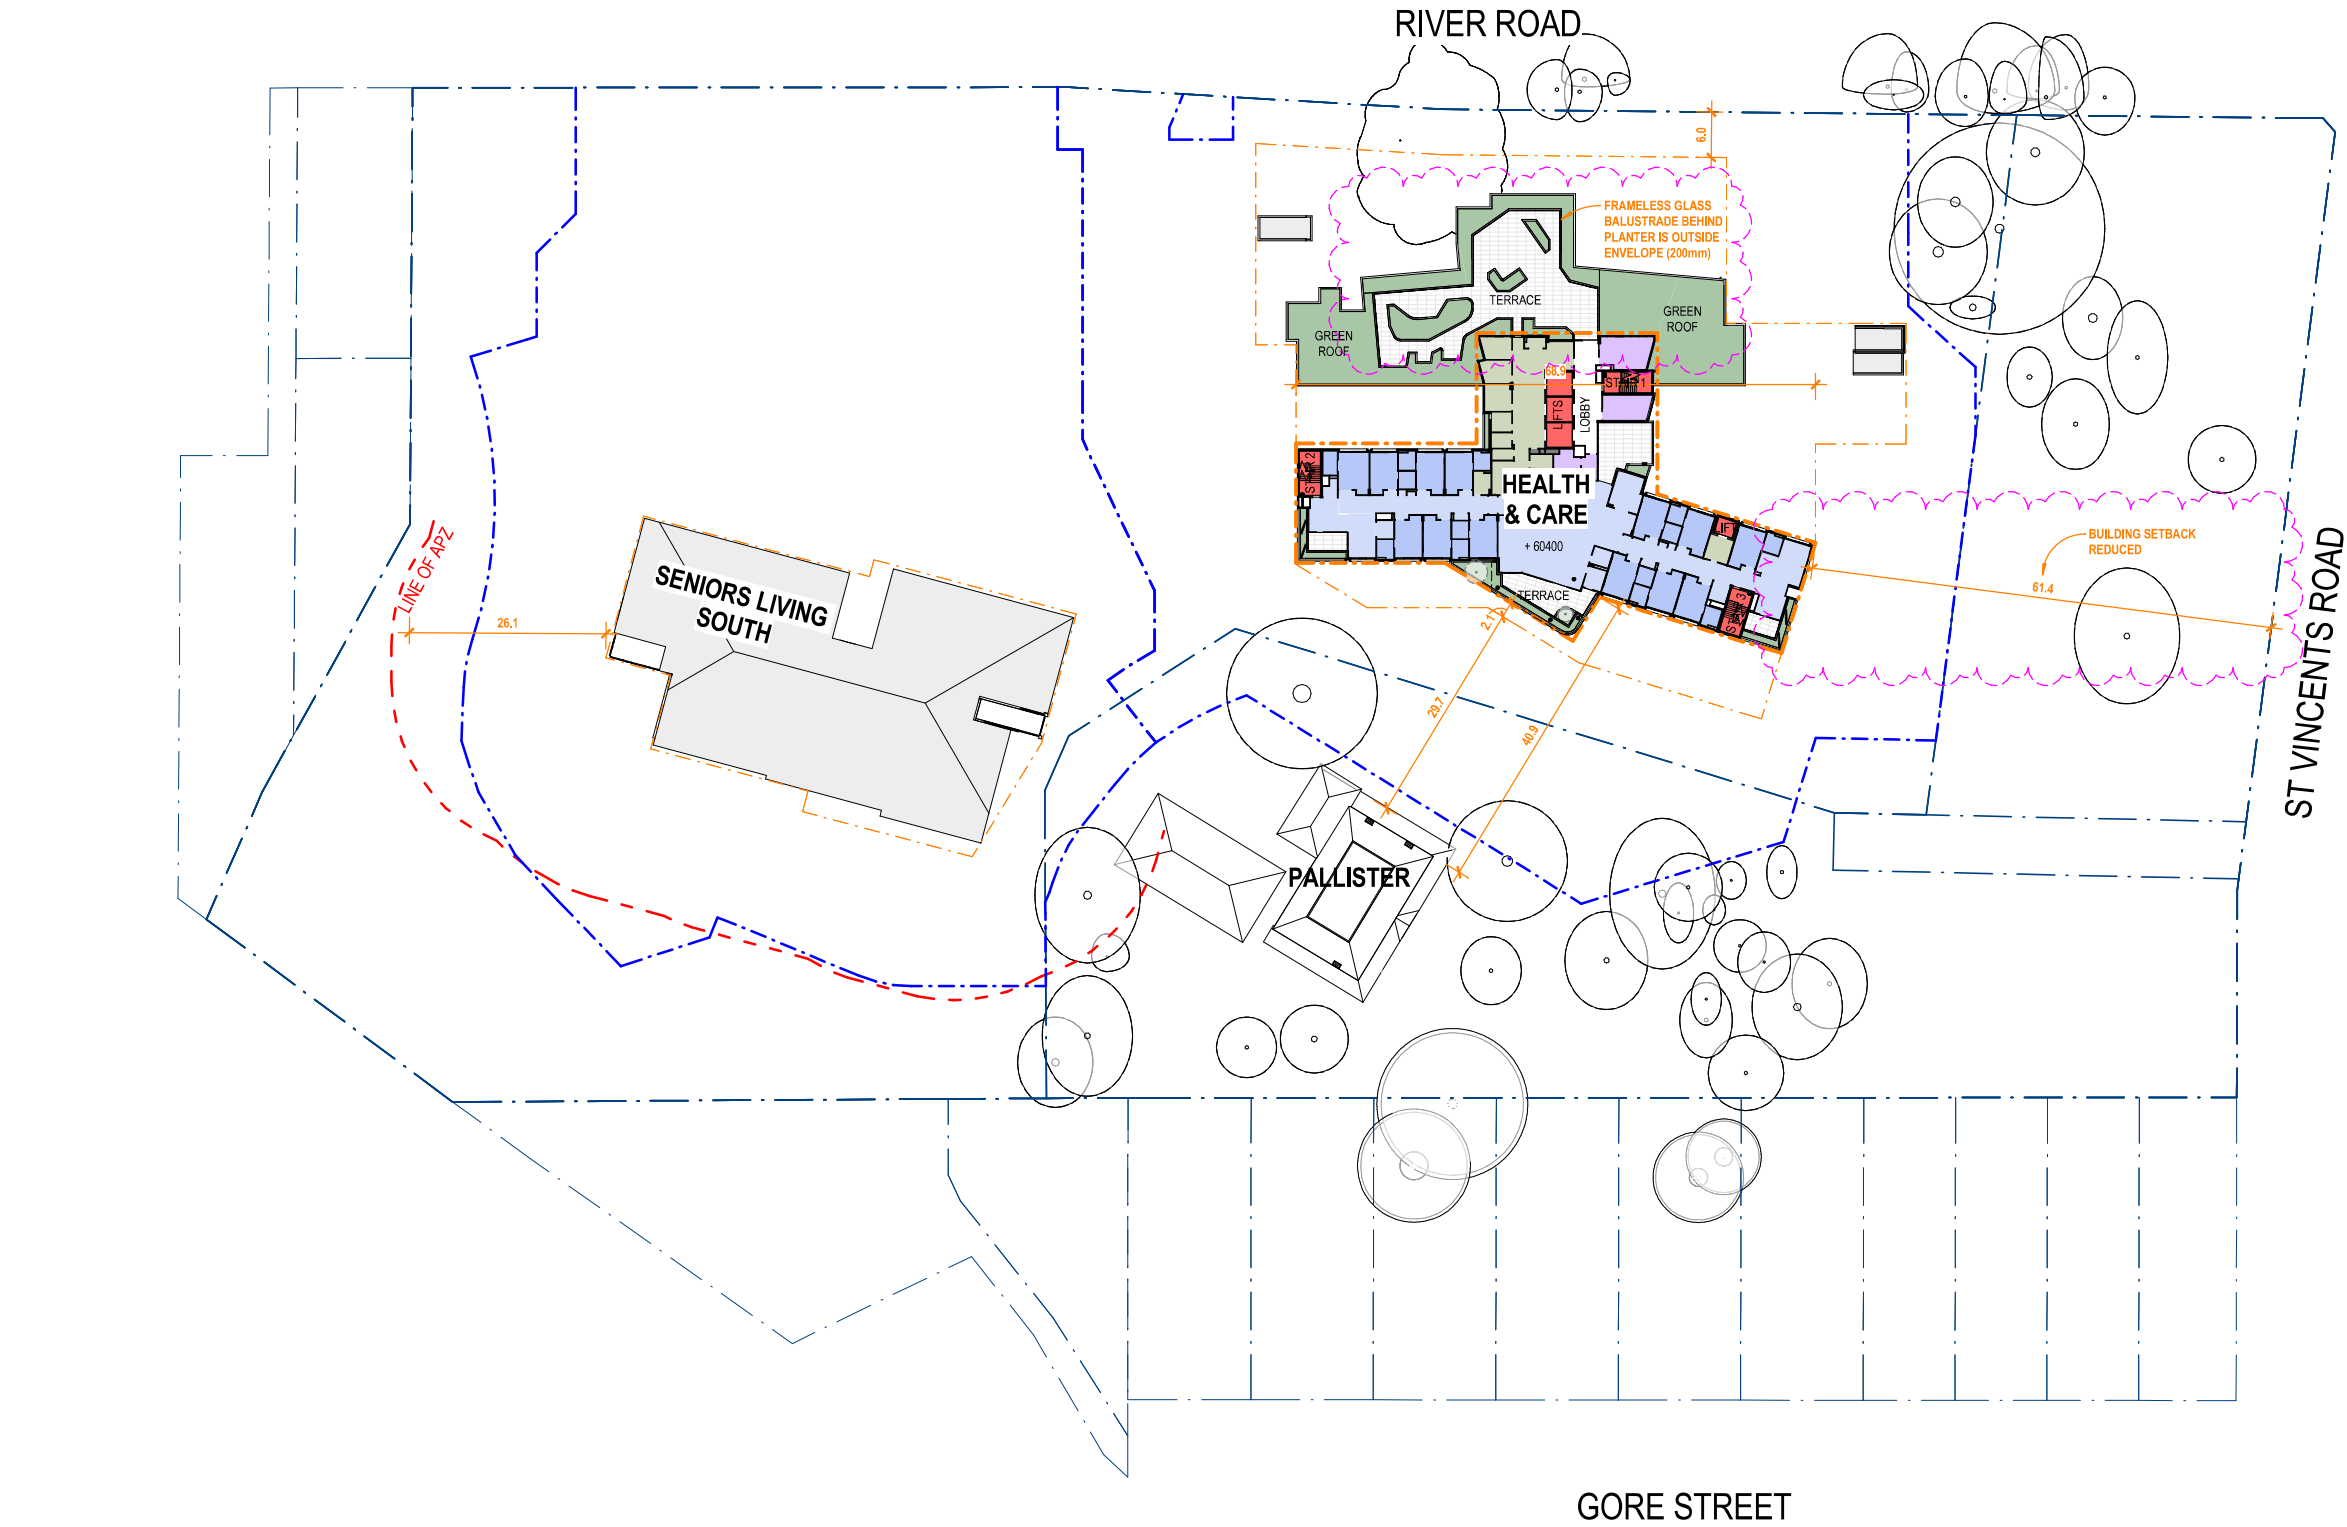 RIVER ROAD
6.0
FRAMELESS GLASS
BALUSTRADE BEHIND
PLANTER IS OUTSIDE
ENVELOPE (200mm)
TERRACE
GREEN
ROOF
GREEN
ROOF
68.9
LIFTS
LOBBY
HEALTH
& CARE
+ 60400
TERRACE
BUILDING SETBACK
REDUCED
61.4
ST VINCENTS ROAD
LINE OF APZ
26.1
SENIORS LIVING
SOUTH
29.7
40.9
PALLISTER
GORE STREET